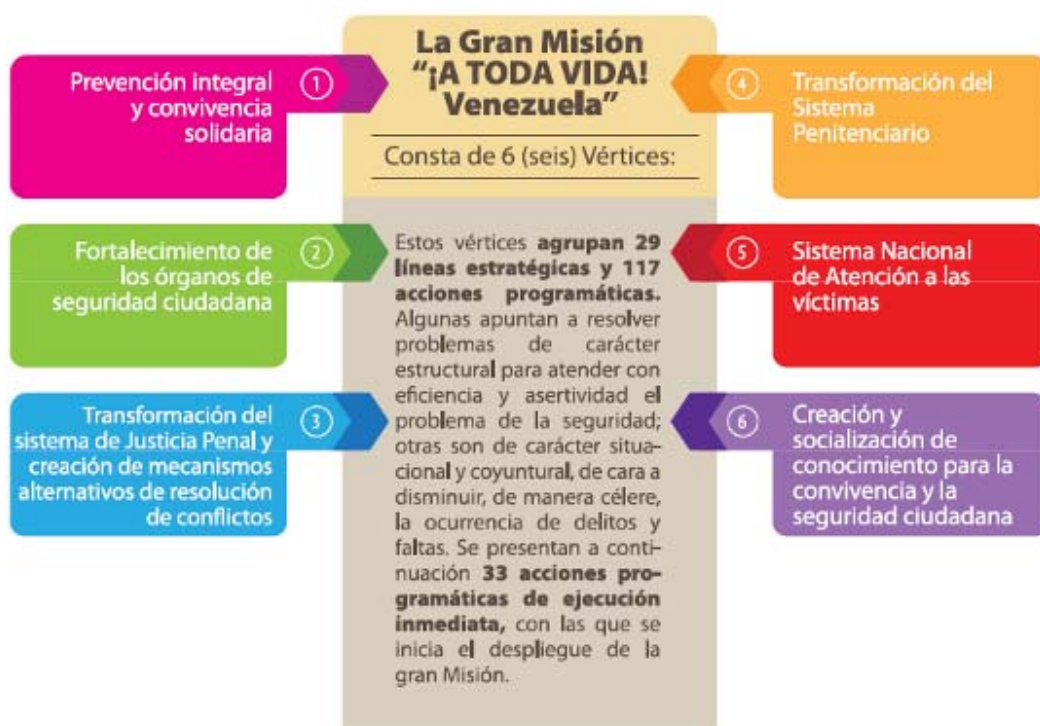 La Gran Misión
“¡A TODA VIDA!
Venezuela”
Consta de 6 (seis) Vértices:
Prevención integral
y convivencia
solidaria
1
Fortalecimiento de
los órganos de
seguridad ciudadana
2
Transformación del
sistema de Justicia Penal y
creación de mecanismos
alternativos de resolución
de conflictos
3
Estos vértices agrupan 29
líneas estratégicas y 117
acciones programáticas.
Algunas apuntan a resolver
problemas de carácter
estructural para atender con
eficiencia y asertividad el
problema de la seguridad;
otras son de carácter situa-
cional y coyuntural, de cara a
disminuir, de manera célere,
la ocurrencia de delitos y
faltas. Se presentan a conti-
nuación 33 acciones pro-
gramáticas de ejecución
inmediata, con las que se
inicia el despliegue de la
gran Misión.
4
Transformación del
Sistema
Penitenciario
5
Sistema Nacional
de Atención a las
víctimas
6
Creación y
socialización de
conocimiento para la
convivencia y la
seguridad ciudadana